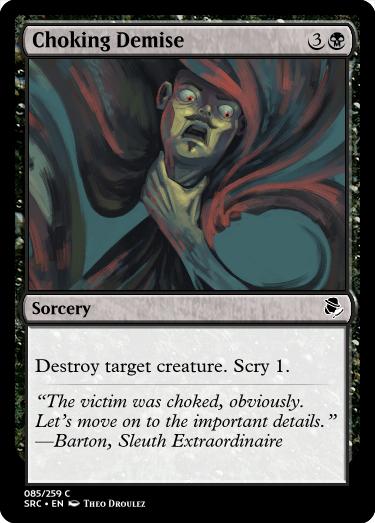 Choking Demise 3
Sorcery
Destroy target creature. Scry 1.
“The victim was choked, obviously.
Let’s move on to the important details.”
—Barton, Sleuth Extraordinaire
085/259 C
SRC • EN Theo Droulez